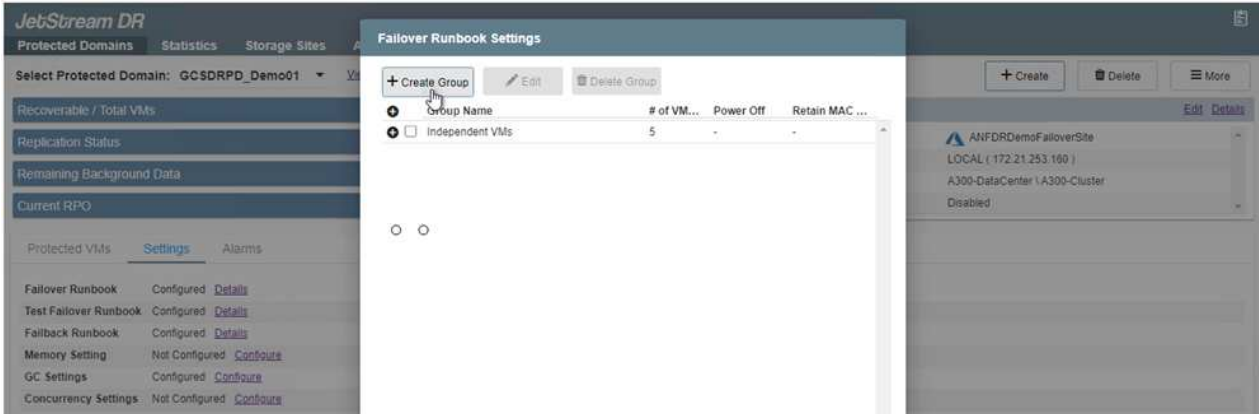 JetStream DR
Protected Domains Statistics Storage Sites A
Select Protected Domain: GCSDRPD_Demo01
+ Create Delete More
Recoverable / Total VMs
Edit Details
Replication Status
ANFDRDemoFailoverSite
LOCAL ( 172.21.253.160 )
Remaining Background Data
A300-DataCenter \ A300-Cluster
Current RPO
Disabled
Protected VMs Settings Alarms
Failover Runbook Configured Details
Test Failover Runbook Configured Details
Failback Runbook Configured Details
Memory Setting Not Configured Configure
GC Settings Configured Configure
Concurrency Settings Not Configured Configure
Failover Runbook Settings
+ Create Group Edit Delete Group
Group Name # of VM... Power Off Retain MAC ...
Independent VMs 5 - -